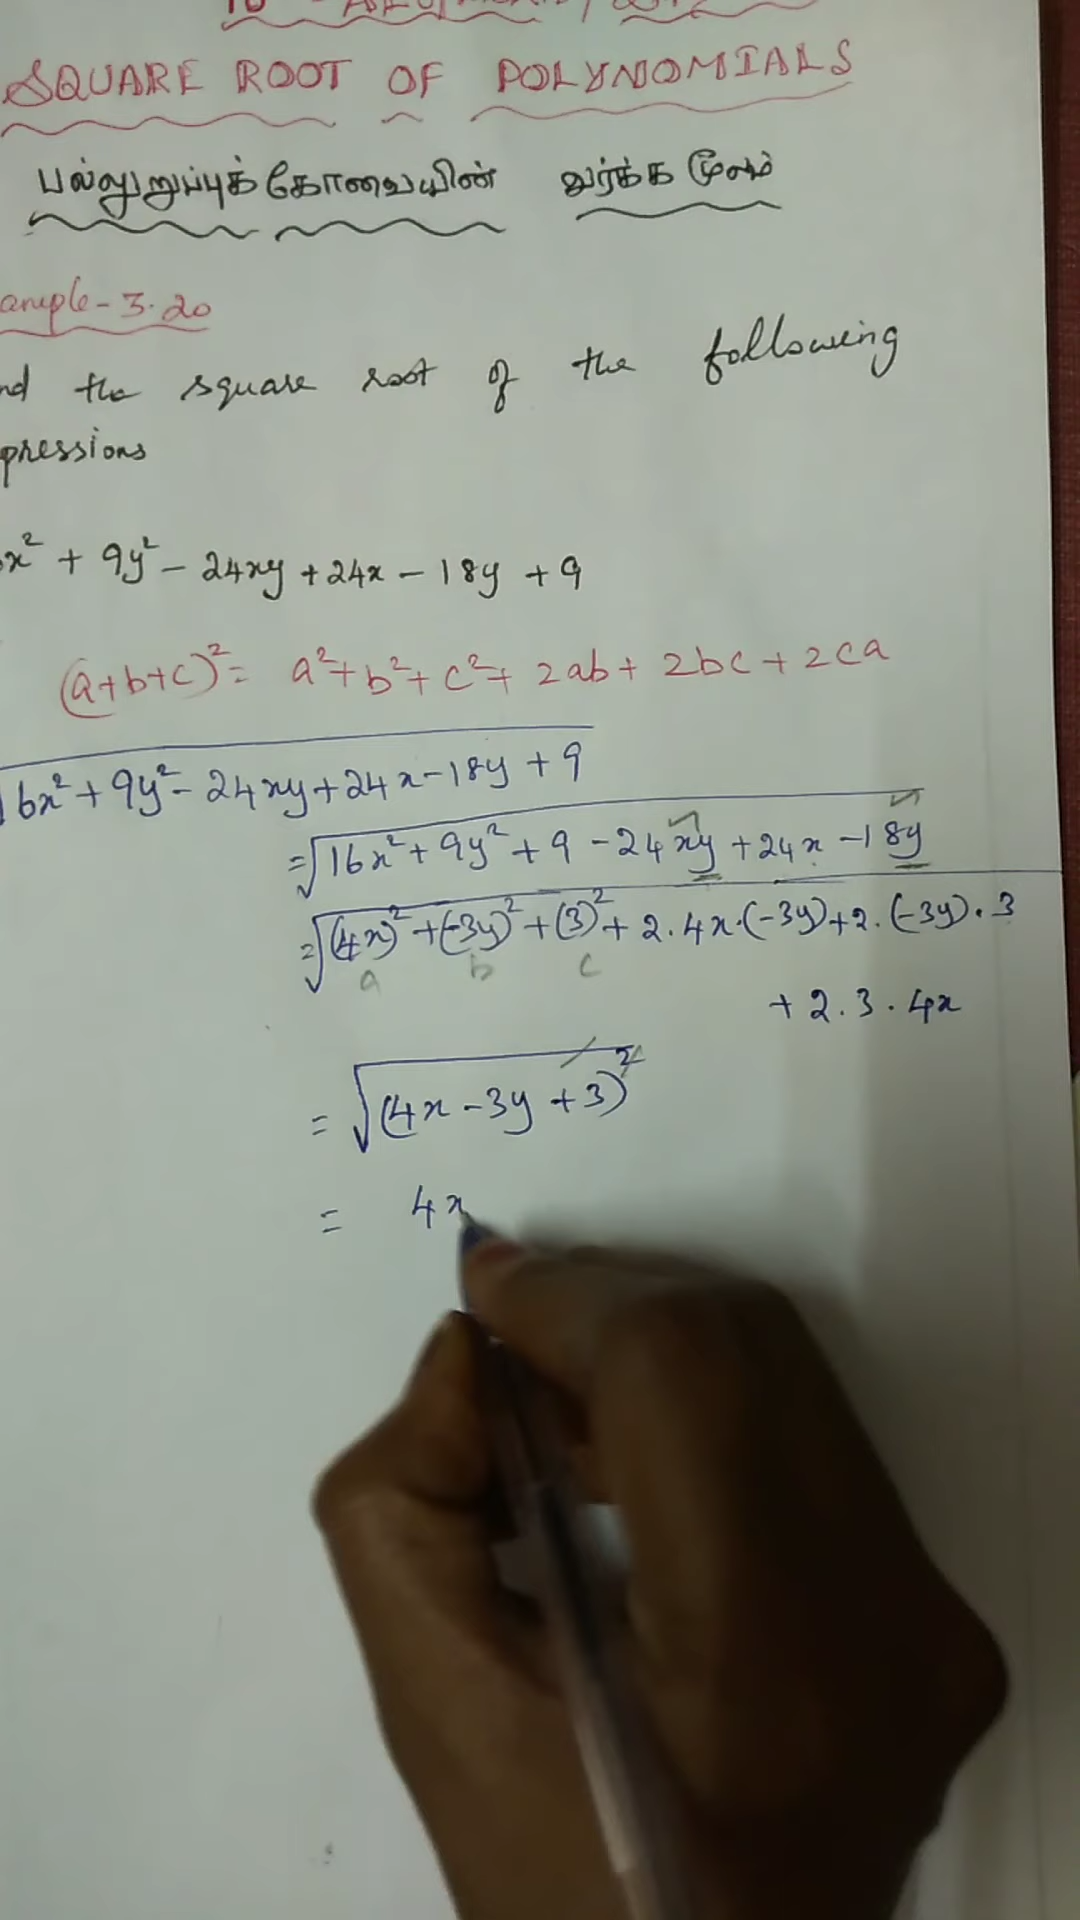 SQUARE ROOT OF POLYNOMIALS
பல்லுறுப்புக்கோவையின் வர்க்கமூலம்
ample-3.20
nd the square root of the following
pressions
x² + 9y² - 24xy + 24x - 18y + 9
(a+b+c)² = a²+b²+c²+ 2ab + 2bc + 2ca
√16x² + 9y² - 24xy + 24x - 18y + 9
= √16x² + 9y² + 9 - 24xy + 24x - 18y
= √(4x)² + (-3y)² + (3)² + 2.4x.(-3y) + 2.(-3y).3
a b c
+ 2.3.4x
= √(4x - 3y + 3)²
= 4x